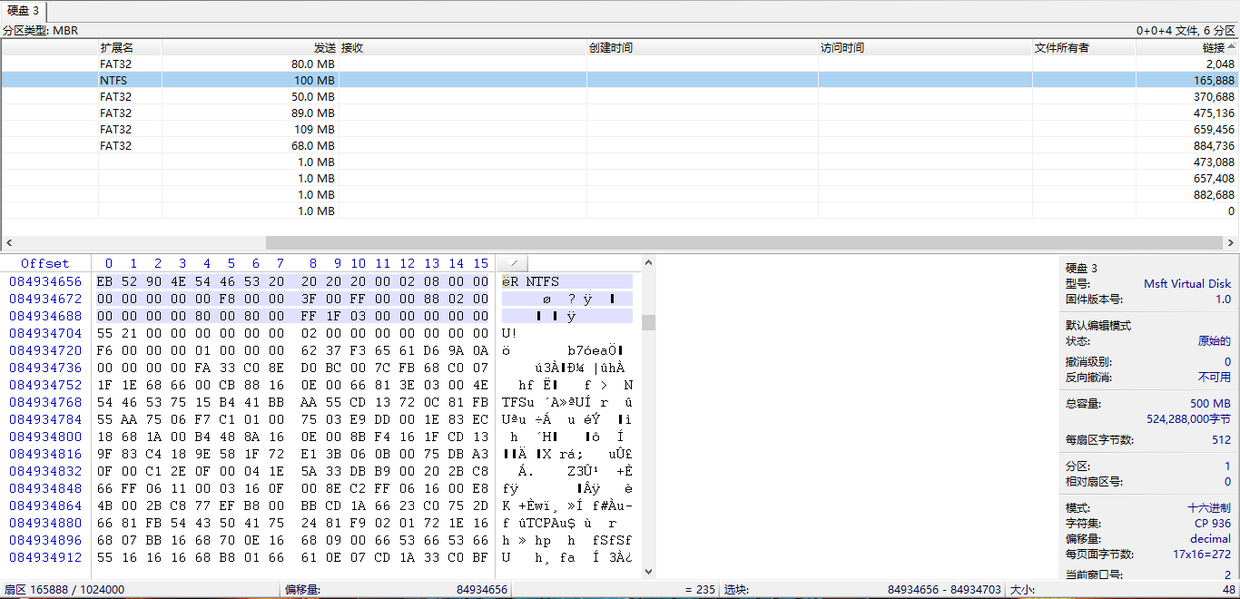 硬盘 3
分区类型: MBR 0+0+4 文件, 6 分区
扩展名 发送 接收 创建时间 访问时间 文件所有者 链接
FAT32 80.0 MB 2,048
NTFS 100 MB 165,888
FAT32 50.0 MB 370,688
FAT32 89.0 MB 475,136
FAT32 109 MB 659,456
FAT32 68.0 MB 884,736
1.0 MB 473,088
1.0 MB 657,408
1.0 MB 882,688
1.0 MB 0
Offset 0 1 2 3 4 5 6 7 8 9 10 11 12 13 14 15
084934656 EB 52 90 4E 54 46 53 20 20 20 20 00 02 08 00 00 ëR NTFS
084934672 00 00 00 00 00 F8 00 00 3F 00 FF 00 00 88 02 00 ø ? ÿ
084934688 00 00 00 00 80 00 80 00 FF 1F 03 00 00 00 00 00 ÿ
084934704 55 21 00 00 00 00 00 00 02 00 00 00 00 00 00 00 U!
084934720 F6 00 00 00 01 00 00 00 62 37 F3 65 61 D6 9A 0A ö b7óeaÖ
084934736 00 00 00 00 FA 33 C0 8E D0 BC 00 7C FB 68 C0 07 ú3À Ð¼ |ûhÀ
084934752 1F 1E 68 66 00 CB 88 16 0E 00 66 81 3E 03 00 4E hf Ë f > N
084934768 54 46 53 75 15 B4 41 BB AA 55 CD 13 72 0C 81 FB TFSu ´A»ªUÍ r û
084934784 55 AA 75 06 F7 C1 01 00 75 03 E9 DD 00 1E 83 EC Uªu ÷Á u éÝ ì
084934800 18 68 1A 00 B4 48 8A 16 0E 00 8B F4 16 1F CD 13 h ´H ô Í
084934816 9F 83 C4 18 9E 58 1F 72 E1 3B 06 0B 00 75 DB A3 Ä X rá; uÛ£
084934832 0F 00 C1 2E 0F 00 04 1E 5A 33 DB B9 00 20 2B C8 Á. Z3Û¹ +È
084934848 66 FF 06 11 00 03 16 0F 00 8E C2 FF 06 16 00 E8 fÿ Âÿ è
084934864 4B 00 2B C8 77 EF B8 00 BB CD 1A 66 23 C0 75 2D K +Èwï¸ »Í f#Àu-
084934880 66 81 FB 54 43 50 41 75 24 81 F9 02 01 72 1E 16 f ûTCPAu$ ù r
084934896 68 07 BB 16 68 70 0E 16 68 09 00 66 53 66 53 66 h » hp h fSfSf
084934912 55 16 16 16 68 B8 01 66 61 0E 07 CD 1A 33 C0 BF U h¸ fa Í 3À¿
硬盘 3
型号: Msft Virtual Disk
固件版本号: 1.0
默认编辑模式
状态: 原始的
撤消级别: 0
反向撤消: 不可用
总容量: 500 MB
524,288,000字节
每扇区字节数: 512
分区: 1
相对扇区号: 0
模式: 十六进制
字符集: CP 936
偏移量: decimal
每页面字节数: 17x16=272
当前窗口号: 2
扇区 165888 / 1024000 偏移量: 84934656 = 235 选块: 84934656 - 84934703 大小: 48